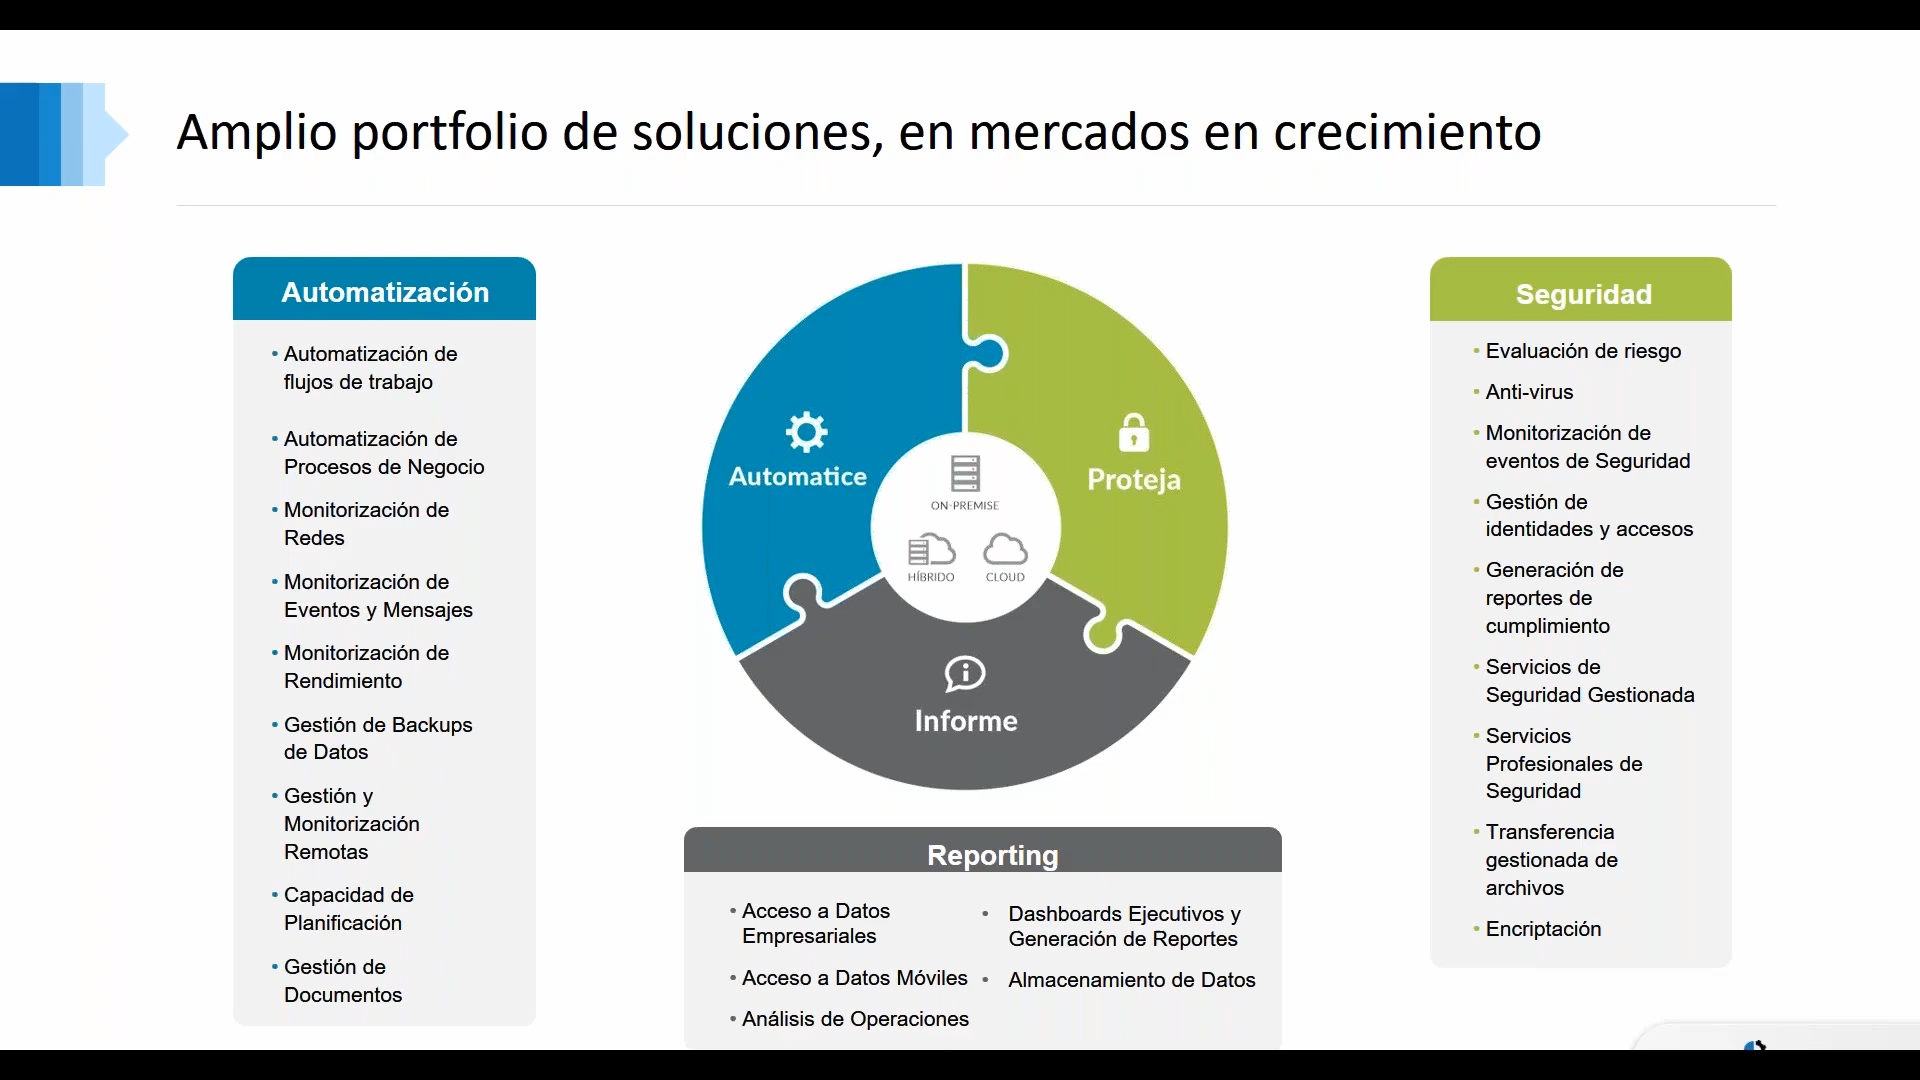 Amplio portfolio de soluciones, en mercados en crecimiento
Automatización
• Automatización de
flujos de trabajo
• Automatización de
Procesos de Negocio
• Monitorización de
Redes
• Monitorización de
Eventos y Mensajes
• Monitorización de
Rendimiento
• Gestión de Backups
de Datos
• Gestión y
Monitorización
Remotas
• Capacidad de
Planificación
• Gestión de
Documentos
Automatice
Proteja
ON-PREMISE
HÍBRIDO
CLOUD
Informe
Reporting
• Acceso a Datos
Empresariales
• Acceso a Datos Móviles
• Análisis de Operaciones
• Dashboards Ejecutivos y
Generación de Reportes
• Almacenamiento de Datos
Seguridad
• Evaluación de riesgo
• Anti-virus
• Monitorización de
eventos de Seguridad
• Gestión de
identidades y accesos
• Generación de
reportes de
cumplimiento
• Servicios de
Seguridad Gestionada
• Servicios
Profesionales de
Seguridad
• Transferencia
gestionada de
archivos
• Encriptación